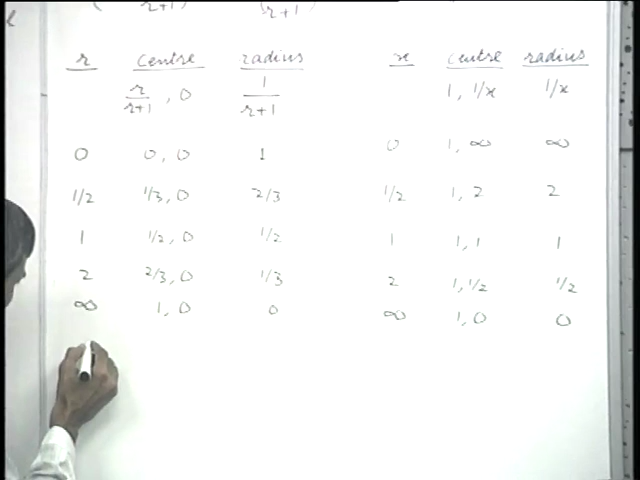 r+1 r+1
r centre radius x centre radius
r/r+1, 0 1/r+1 1, 1/x 1/x
0 0, 0 1 0 1, ∞ ∞
1/2 1/3, 0 2/3 1/2 1, 2 2
1 1/2, 0 1/2 1 1, 1 1
2 2/3, 0 1/3 2 1, 1/2 1/2
∞ 1, 0 0 ∞ 1, 0 0